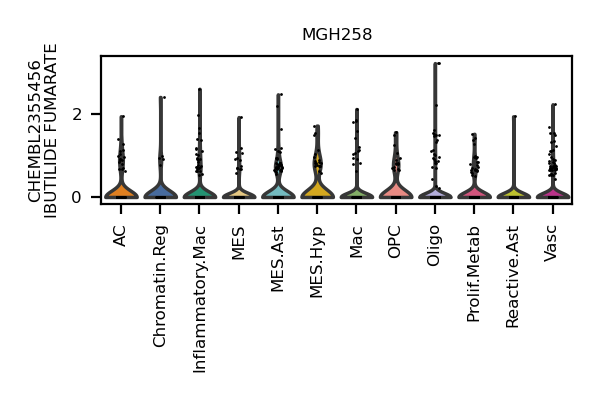 MGH258
CHEMBL2355456
IBUTILIDE FUMARATE
2
0
AC
Chromatin.Reg
Inflammatory.Mac
MES
MES.Ast
MES.Hyp
Mac
OPC
Oligo
Prolif.Metab
Reactive.Ast
Vasc